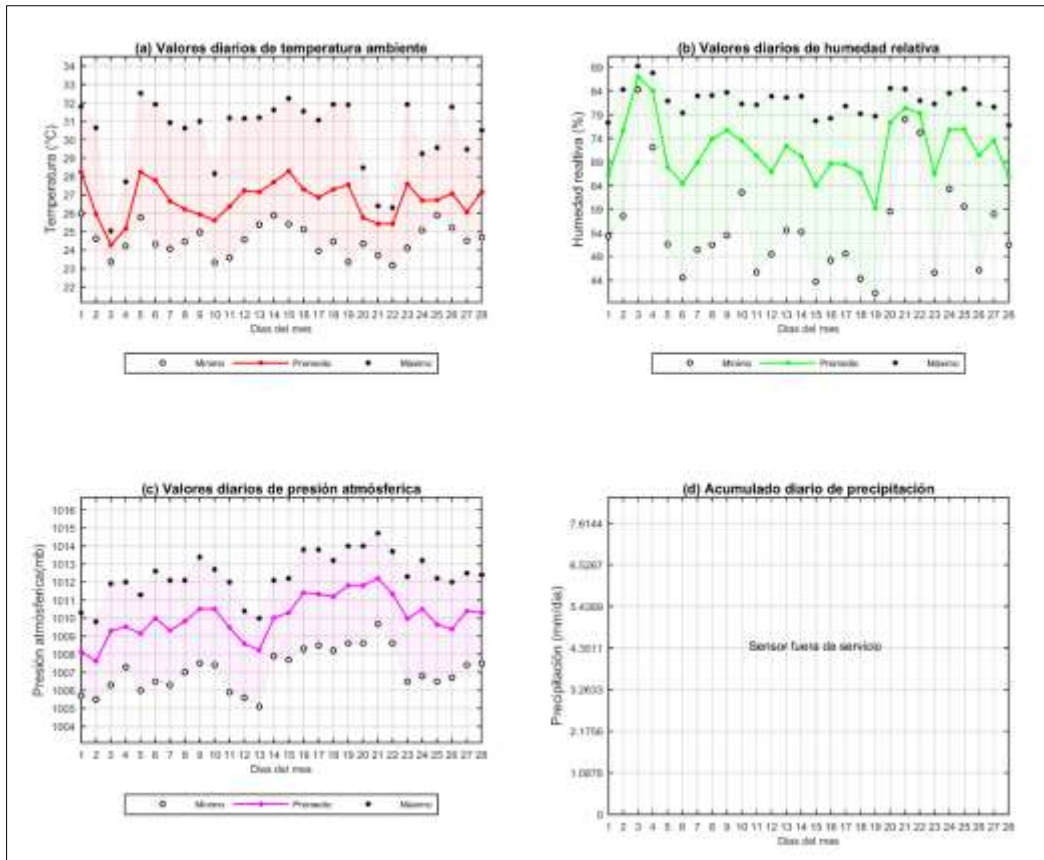 (a) Valores diarios de temperatura ambiente
Temperatura (°C)
34
33
32
31
30
29
28
27
26
25
24
23
22
1 2 3 4 5 6 7 8 9 10 11 12 13 14 15 16 17 18 19 20 21 22 23 24 25 26 27 28
Dias del mes
Mínimo Promedio Máximo
(b) Valores diarios de humedad relativa
Humedad realtiva (%)
89
84
79
74
69
64
59
54
49
44
1 2 3 4 5 6 7 8 9 10 11 12 13 14 15 16 17 18 19 20 21 22 23 24 25 26 27 28
Dias del mes
Mínimo Promedio Máximo
(c) Valores diarios de presión atmósferica
Presión atmósferica(mb)
1016
1015
1014
1013
1012
1011
1010
1009
1008
1007
1006
1005
1004
1 2 3 4 5 6 7 8 9 10 11 12 13 14 15 16 17 18 19 20 21 22 23 24 25 26 27 28
Dias del mes
Mínimo Promedio Máximo
(d) Acumulado diario de precipitación
Precipitación (mm/día)
7.6144
6.5267
5.4389
4.3511
3.2633
2.1756
1.0878
0
Sensor fuera de servicio
1 2 3 4 5 6 7 8 9 10 11 12 13 14 15 16 17 18 19 20 21 22 23 24 25 26 27 28